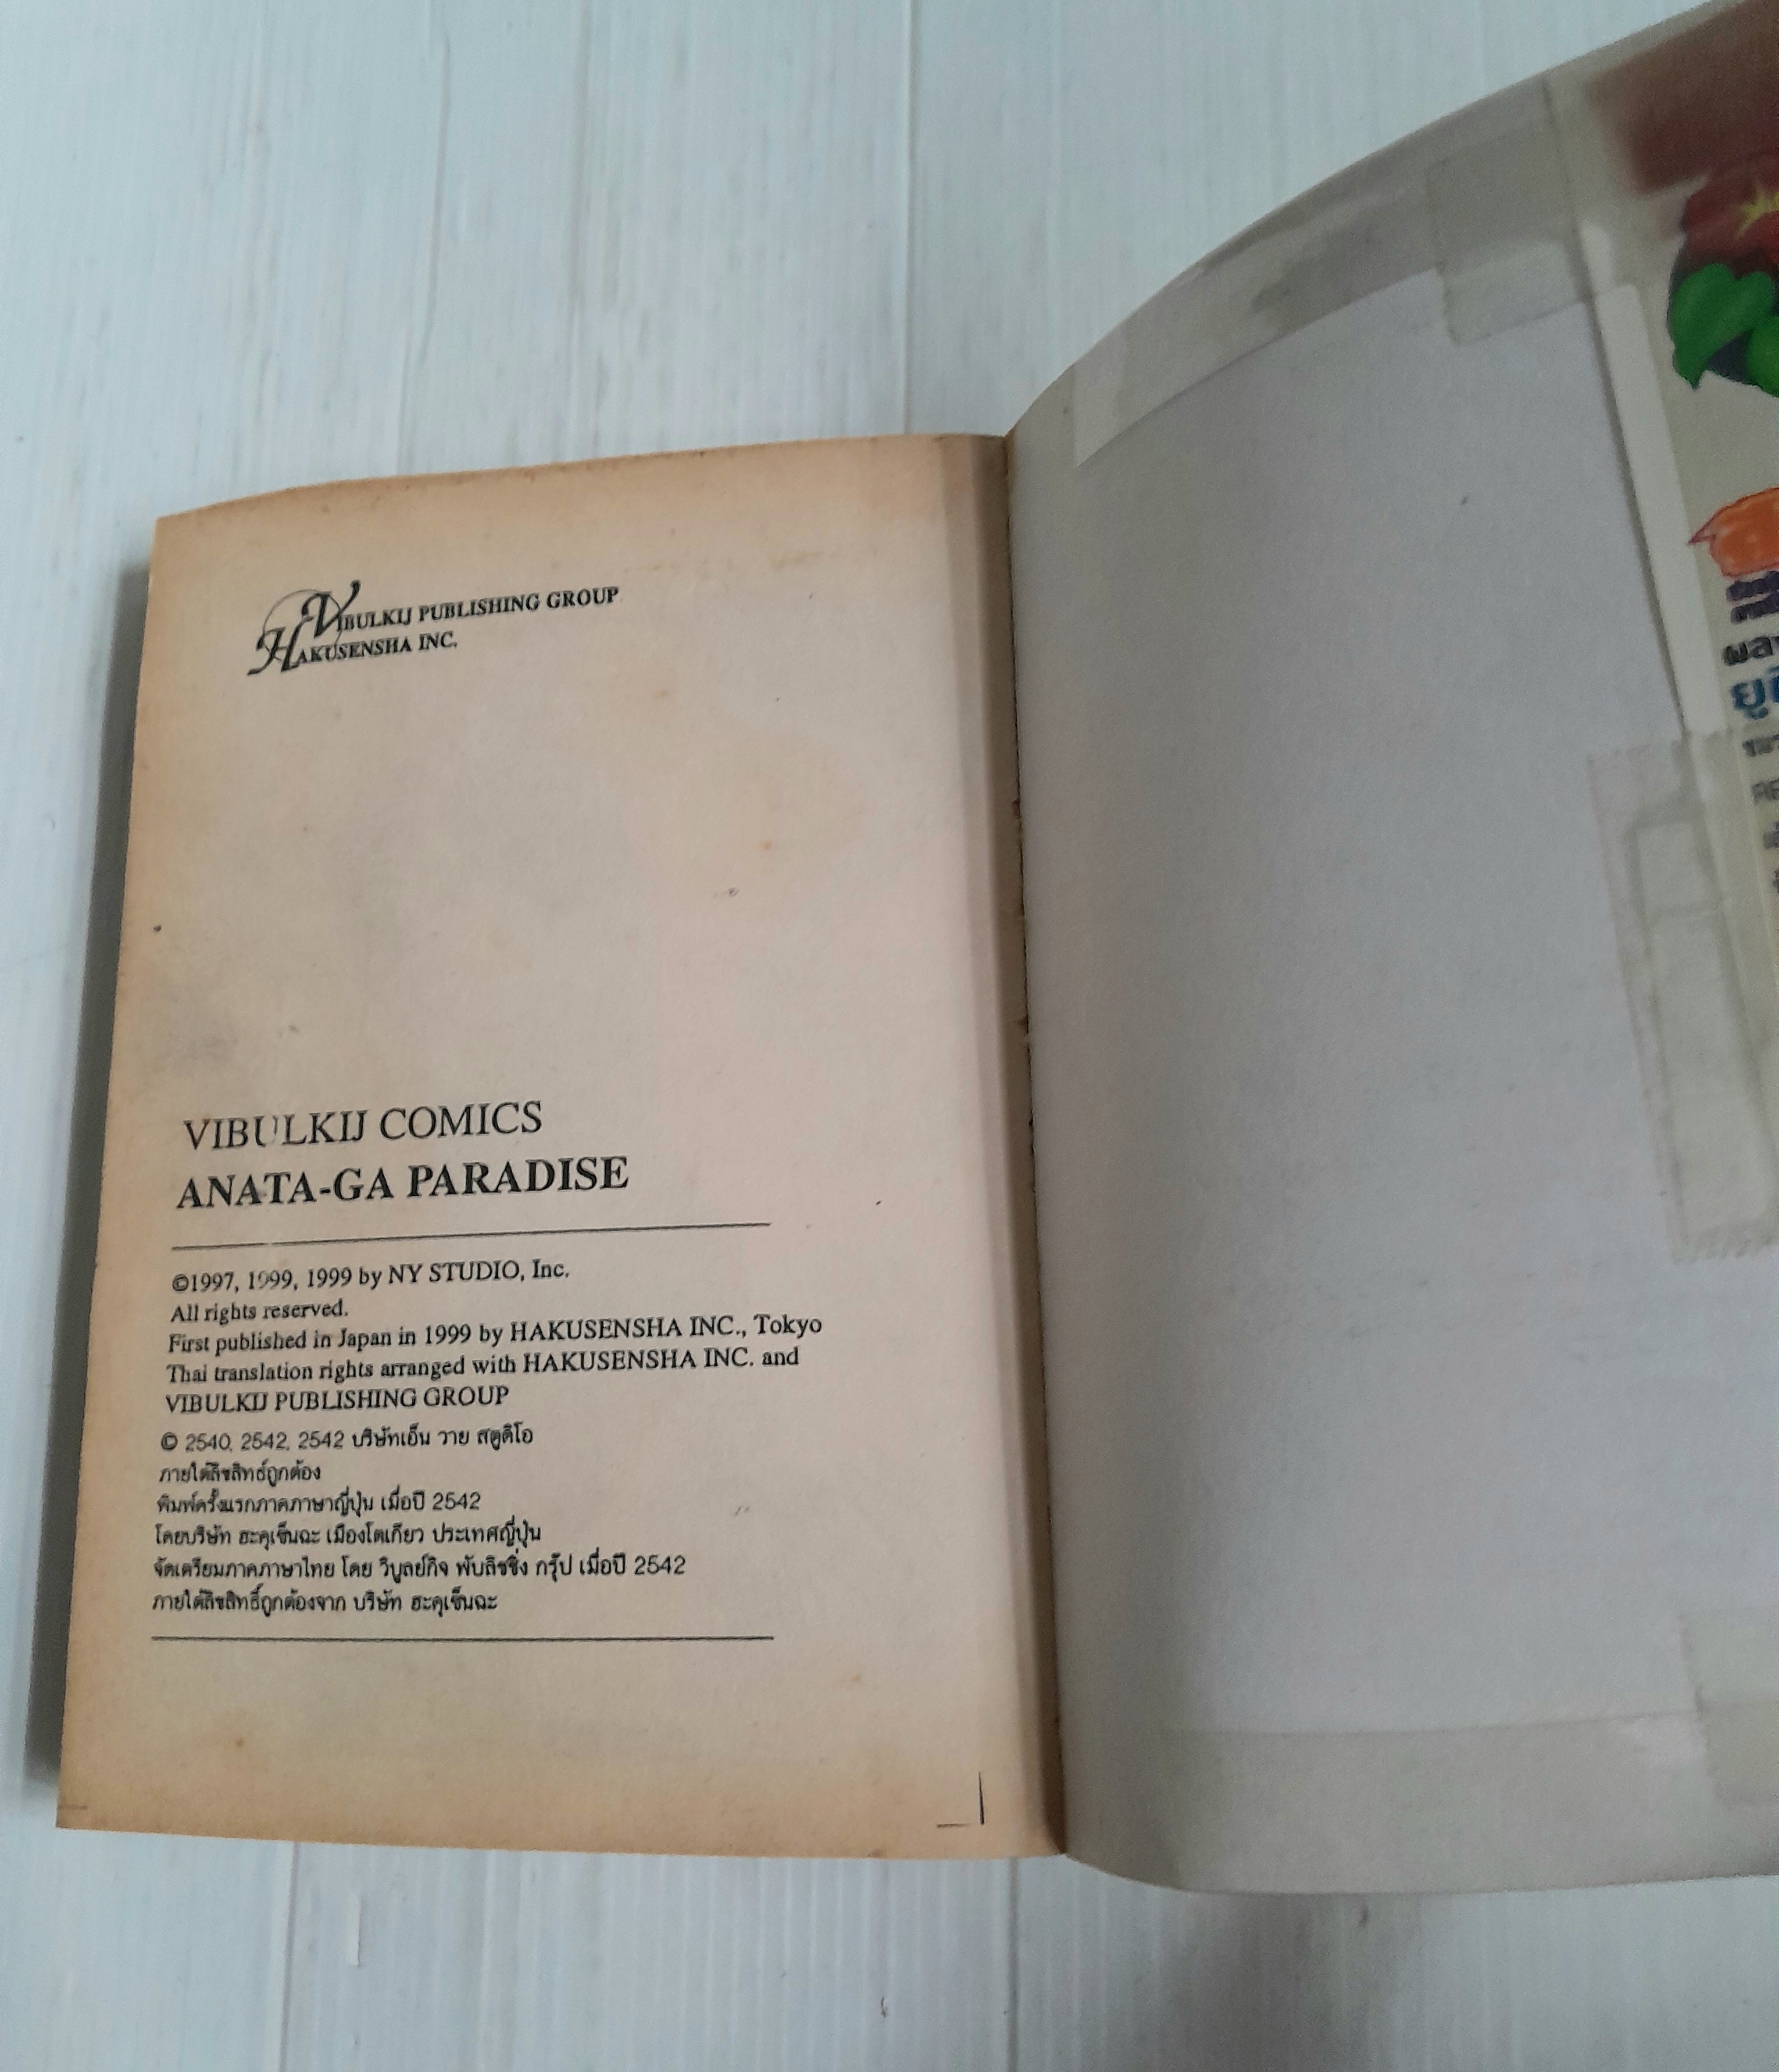 VIBULKIJ PUBLISHING GROUP
HAKUSENSHA INC.
VIBULKIJ COMICS
ANATA-GA PARADISE
©1997, 1999, 1999 by NY STUDIO, Inc.
All rights reserved.
First published in Japan in 1999 by HAKUSENSHA INC., Tokyo
Thai translation rights arranged with HAKUSENSHA INC. and
VIBULKIJ PUBLISHING GROUP
© 2540, 2542, 2542 บริษัทเอ็น วาย สตูดิโอ
ภายใต้ลิขสิทธ์ถูกต้อง
พิมพ์ครั้งแรกภาคภาษาญี่ปุ่น เมื่อปี 2542
โดยบริษัท ฮะคุเซ็นฉะ เมืองโตเกียว ประเทศญี่ปุ่น
จัดเตรียมภาคภาษาไทย โดย วิบูลย์กิจ พับลิชชิ่ง กรุ๊ป เมื่อปี 2542
ภายใต้ลิขสิทธิ์ถูกต้องจาก บริษัท ฮะคุเซ็นฉะ